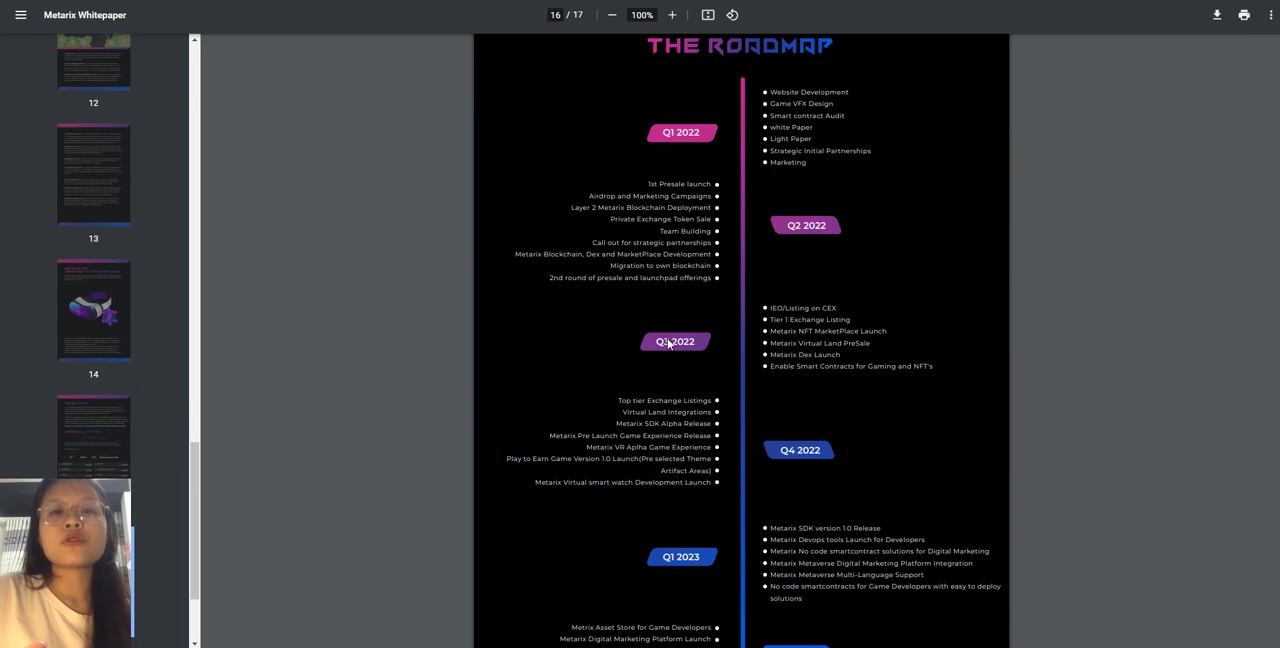 Metarix Whitepaper
16 / 17
100%
12
13
14
THE ROADMAP
Q1 2022
Website Development
Game VFX Design
Smart contract Audit
white Paper
Light Paper
Strategic Initial Partnerships
Marketing
1st Presale launch
Airdrop and Marketing Campaigns
Layer 2 Metarix Blockchain Deployment
Private Exchange Token Sale
Team Building
Call out for strategic partnerships
Metarix Blockchain, Dex and MarketPlace Development
Migration to own blockchain
2nd round of presale and launchpad offerings
Q2 2022
Q3 2022
IEO/Listing on CEX
Tier 1 Exchange Listing
Metarix NFT MarketPlace Launch
Metarix Virtual Land PreSale
Metarix Dex Launch
Enable Smart Contracts for Gaming and NFT's
Top tier Exchange Listings
Virtual Land Integrations
Metarix SDK Alpha Release
Metarix Pre Launch Game Experience Release
Metarix VR Aplha Game Experience
Play to Earn Game Version 1.0 Launch(Pre selected Theme
Artifact Areas)
Metarix Virtual smart watch Development Launch
Q4 2022
Q1 2023
Metarix SDK version 1.0 Release
Metarix Devops tools Launch for Developers
Metarix No code smartcontract solutions for Digital Marketing
Metarix Metaverse Digital Marketing Platform Integration
Metarix Metaverse Multi-Language Support
No code smartcontracts for Game Developers with easy to deploy
solutions
Metrix Asset Store for Game Developers
Metarix Digital Marketing Platform Launch